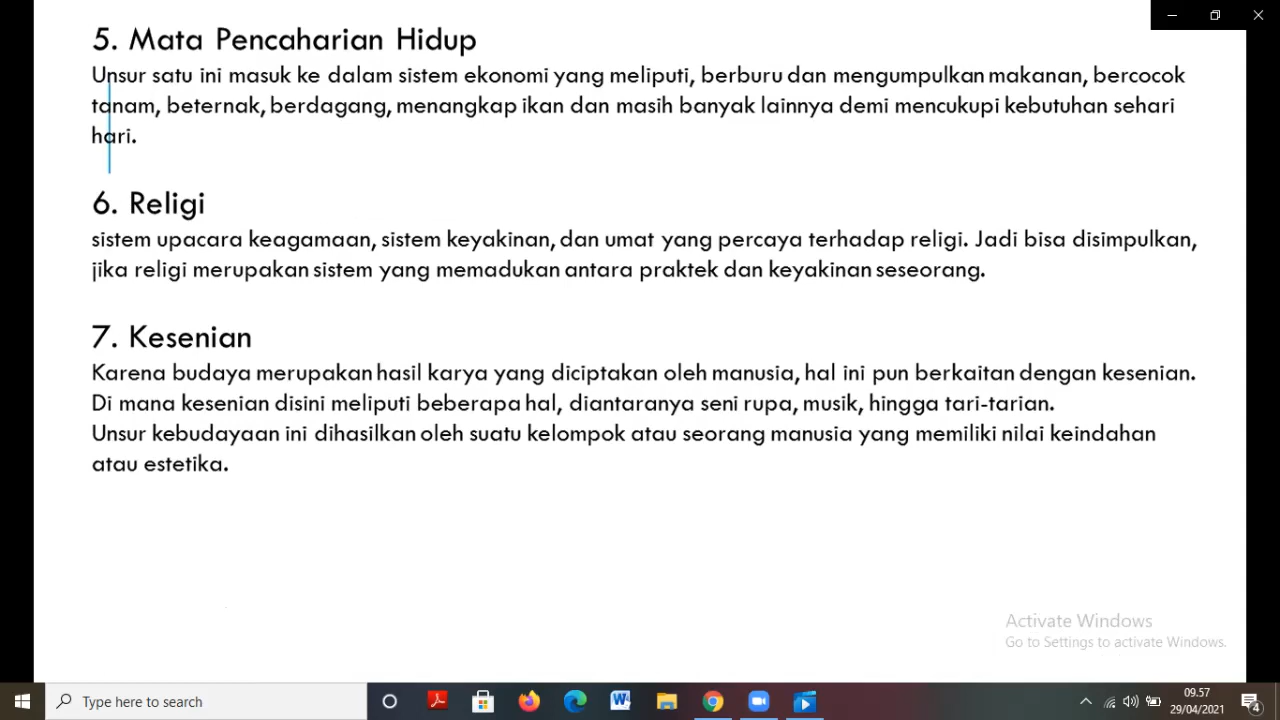 5. Mata Pencaharian Hidup
Unsur satu ini masuk ke dalam sistem ekonomi yang meliputi, berburu dan mengumpulkan makanan, bercocok
tanam, beternak, berdagang, menangkap ikan dan masih banyak lainnya demi mencukupi kebutuhan sehari
hari.
6. Religi
sistem upacara keagamaan, sistem keyakinan, dan umat yang percaya terhadap religi. Jadi bisa disimpulkan,
jika religi merupakan sistem yang memadukan antara praktek dan keyakinan seseorang.
7. Kesenian
Karena budaya merupakan hasil karya yang diciptakan oleh manusia, hal ini pun berkaitan dengan kesenian.
Di mana kesenian disini meliputi beberapa hal, diantaranya seni rupa, musik, hingga tari-tarian.
Unsur kebudayaan ini dihasilkan oleh suatu kelompok atau seorang manusia yang memiliki nilai keindahan
atau estetika.
Activate Windows
Go to Settings to activate Windows.
Type here to search
09.57
29/04/2021
4